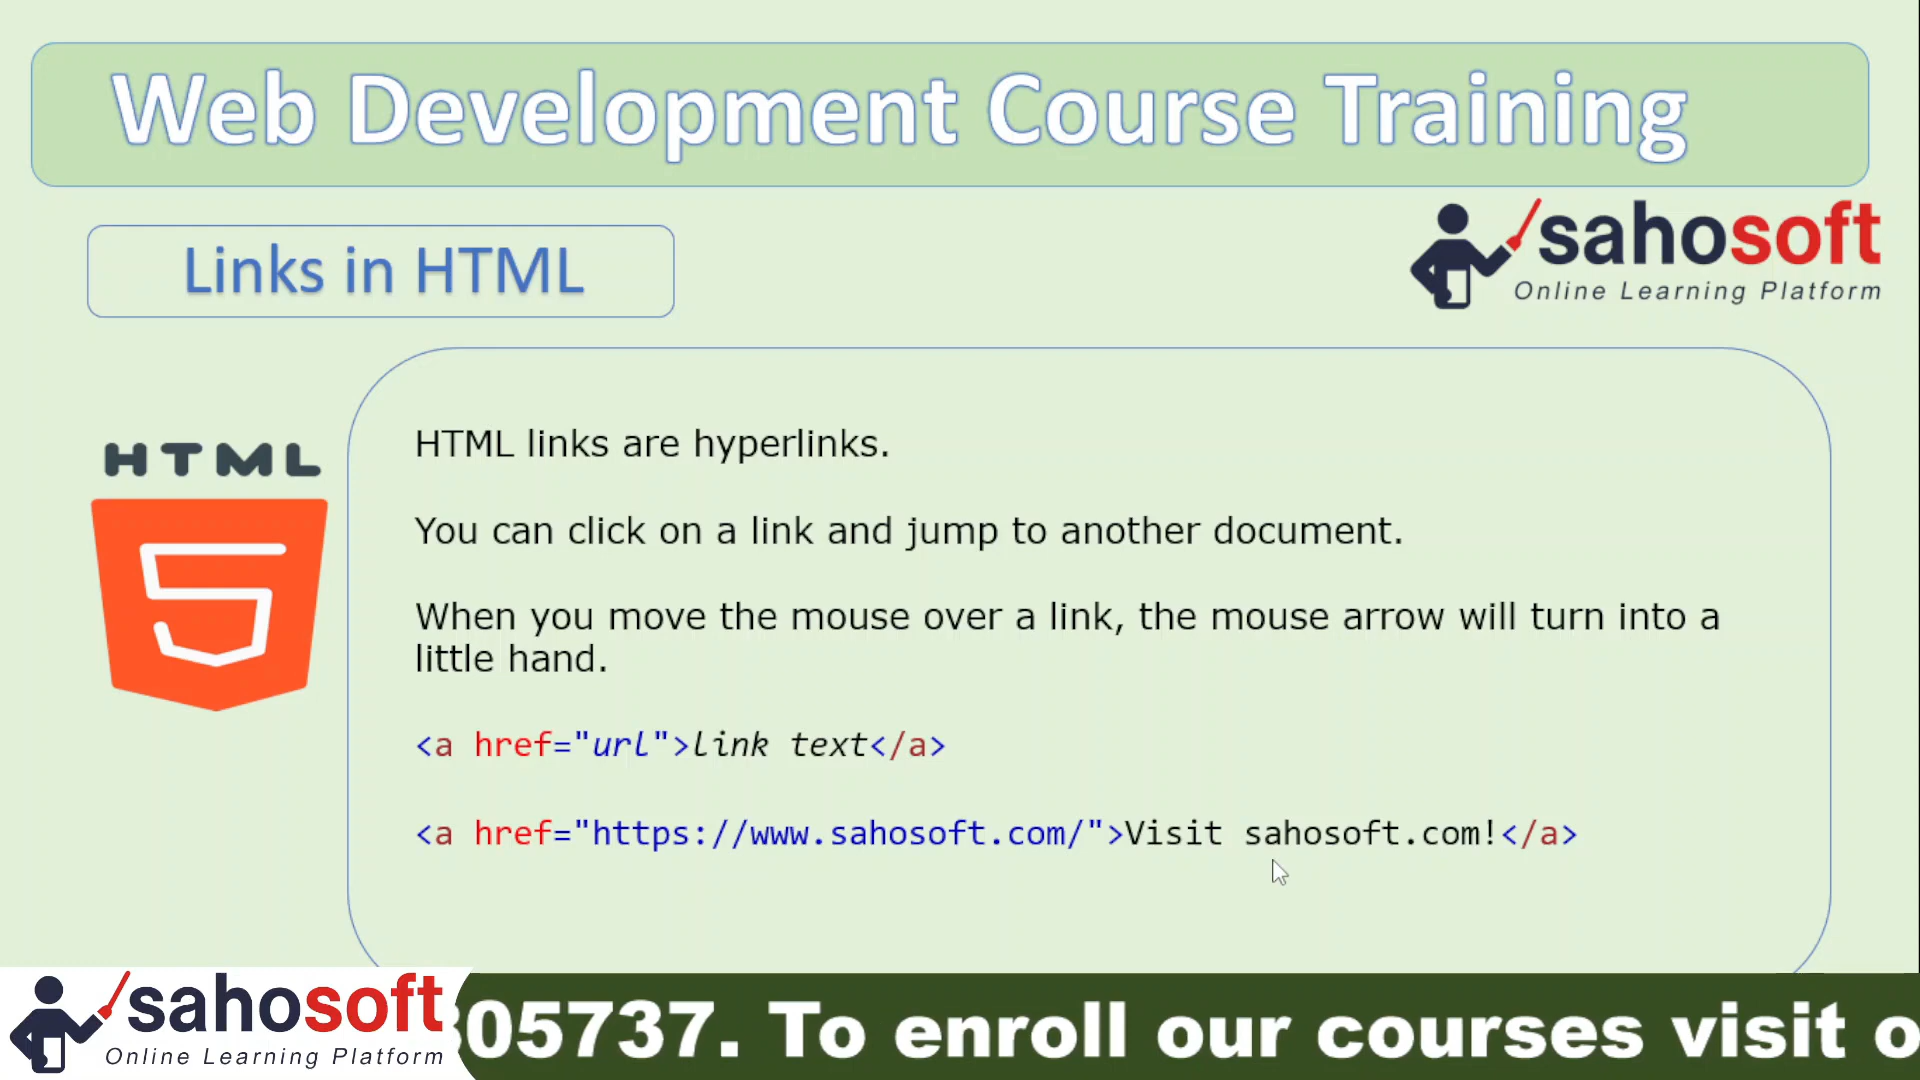 Web Development Course Training
Links in HTML
sahosoft
Online Learning Platform
HTML
HTML links are hyperlinks.
You can click on a link and jump to another document.
When you move the mouse over a link, the mouse arrow will turn into a
little hand.
<a href="url">link text</a>
<a href="https://www.sahosoft.com/">Visit sahosoft.com!</a>
sahosoft
Online Learning Platform
305737. To enroll our courses visit o